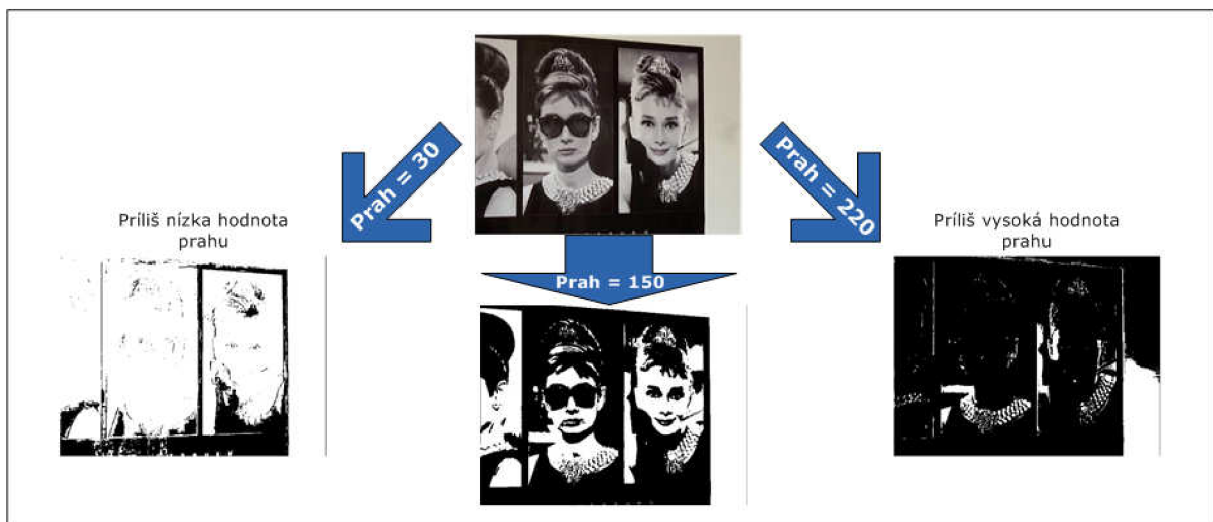 Prah = 30
Prah = 220
Príliš nízka hodnota
prahu
Príliš vysoká hodnota
prahu
Prah = 150